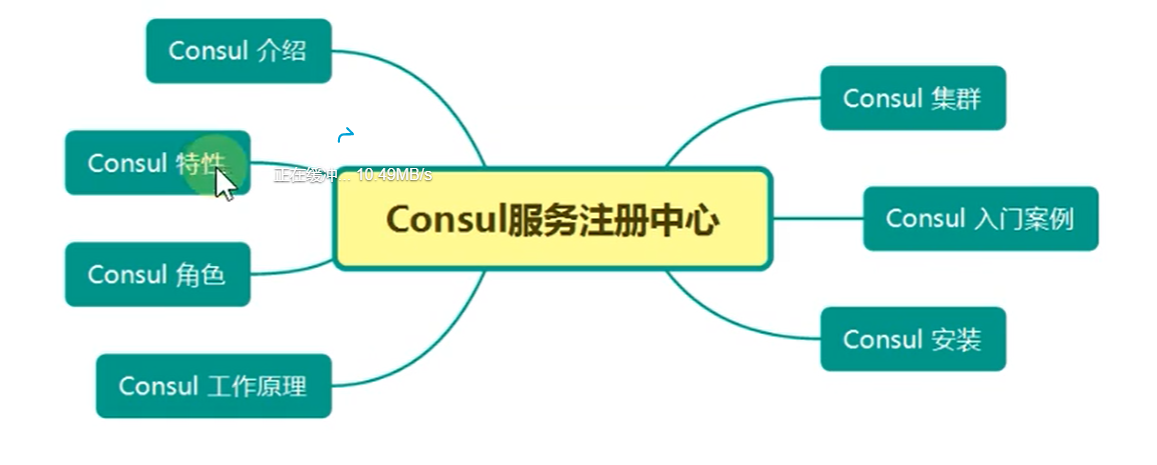 Consul 介绍
Consul 集群
Consul 特性
正在缓冲... 10.49MB/s
Consul服务注册中心
Consul 入门案例
Consul 角色
Consul 安装
Consul 工作原理